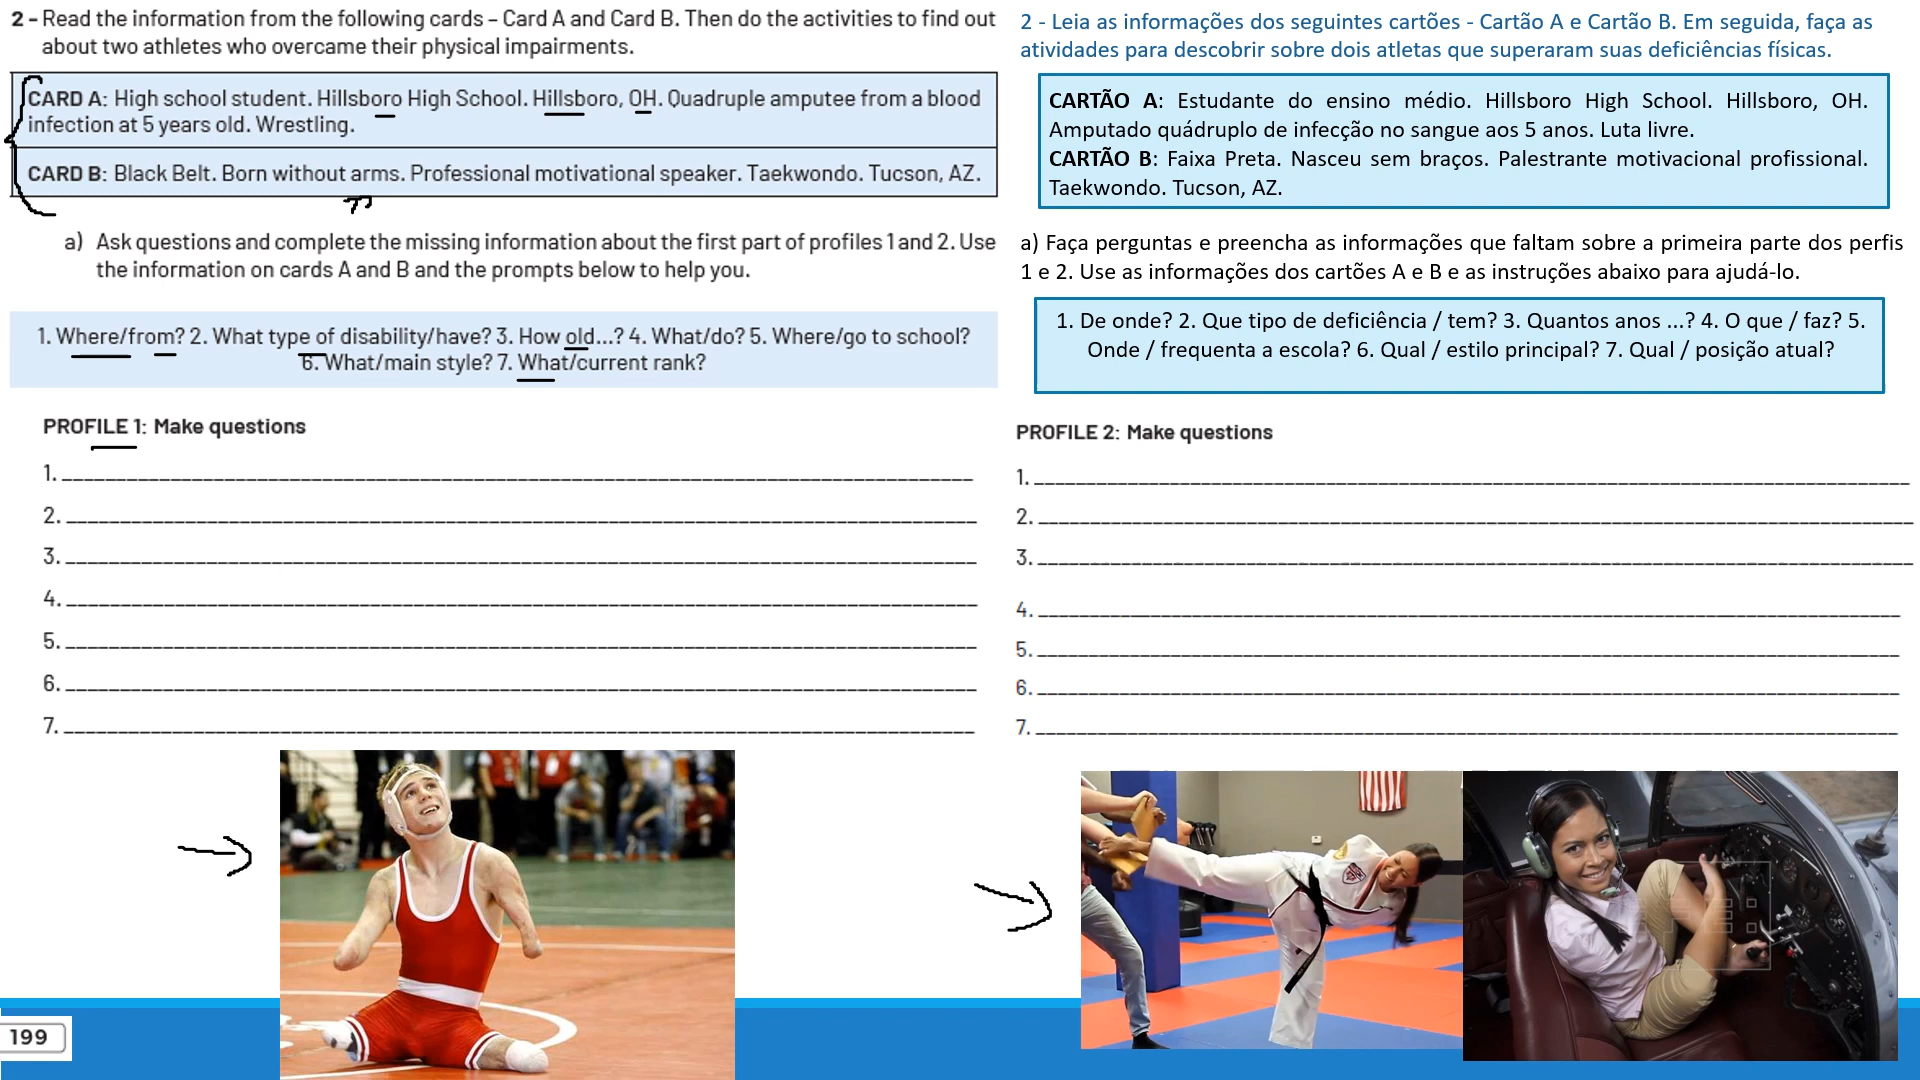 2 - Read the information from the following cards – Card A and Card B. Then do the activities to find out
about two athletes who overcame their physical impairments.
CARD A: High school student. Hillsboro High School. Hillsboro, OH. Quadruple amputee from a blood
infection at 5 years old. Wrestling.
CARD B: Black Belt. Born without arms. Professional motivational speaker. Taekwondo. Tucson, AZ.
a) Ask questions and complete the missing information about the first part of profiles 1 and 2. Use
the information on cards A and B and the prompts below to help you.
1. Where/from? 2. What type of disability/have? 3. How old...? 4. What/do? 5. Where/go to school?
6. What/main style? 7. What/current rank?
PROFILE 1: Make questions
1.
2.
3.
4.
5.
6.
7.
199
2 - Leia as informações dos seguintes cartões - Cartão A e Cartão B. Em seguida, faça as
atividades para descobrir sobre dois atletas que superaram suas deficiências físicas.
CARTÃO A: Estudante do ensino médio. Hillsboro High School. Hillsboro, OH.
Amputado quádruplo de infecção no sangue aos 5 anos. Luta livre.
CARTÃO B: Faixa Preta. Nasceu sem braços. Palestrante motivacional profissional.
Taekwondo. Tucson, AZ.
a) Faça perguntas e preencha as informações que faltam sobre a primeira parte dos perfis
1 e 2. Use as informações dos cartões A e B e as instruções abaixo para ajudá-lo.
1. De onde? 2. Que tipo de deficiência / tem? 3. Quantos anos ...? 4. O que / faz? 5.
Onde / frequenta a escola? 6. Qual / estilo principal? 7. Qual / posição atual?
PROFILE 2: Make questions
1.
2.
3.
4.
5.
6.
7.